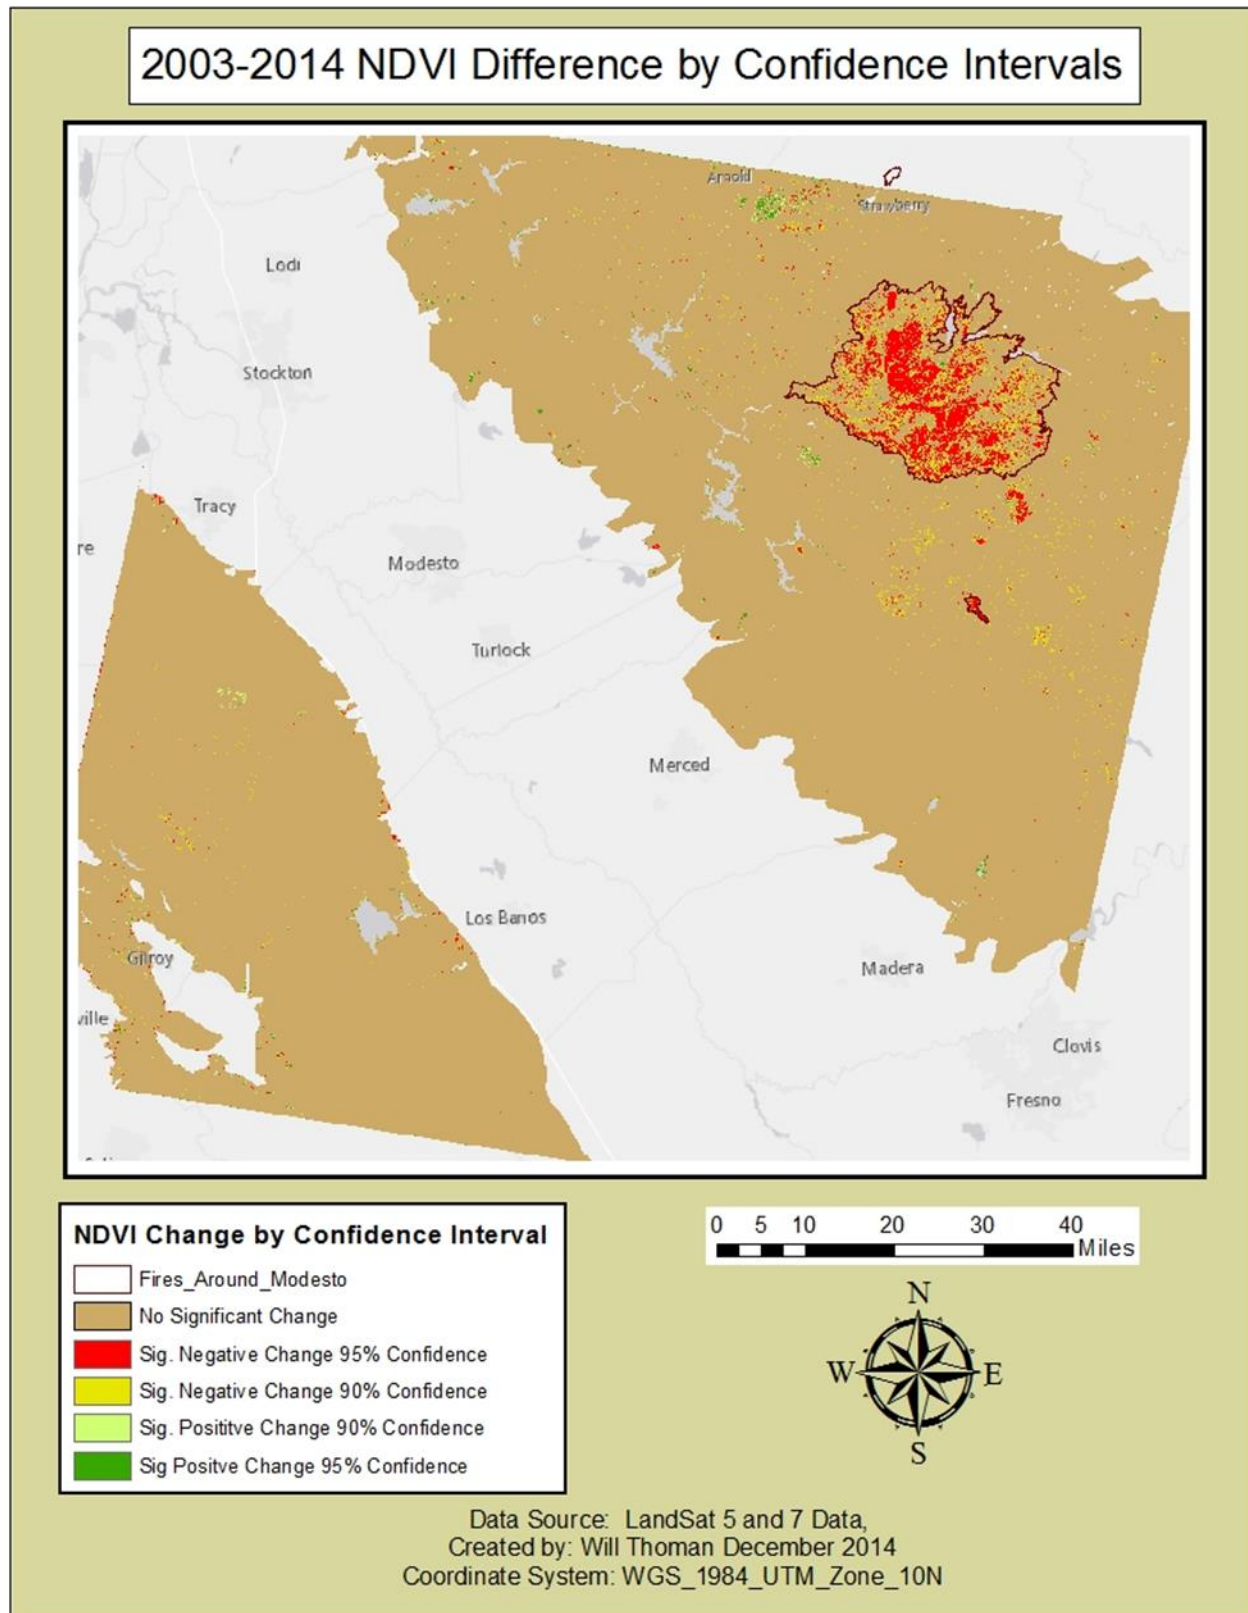 2003-2014 NDVI Difference by Confidence Intervals
Arnold
Strawberry
Lodi
Stockton
Tracy
re
Modesto
Turlock
Merced
Los Banos
Gilroy
Madera
ville
Clovis
Fresno
NDVI Change by Confidence Interval
Fires_Around_Modesto
No Significant Change
Sig. Negative Change 95% Confidence
Sig. Negative Change 90% Confidence
Sig. Posititve Change 90% Confidence
Sig Positve Change 95% Confidence
0 5 10 20 30 40
Miles
N
W E
S
Data Source: LandSat 5 and 7 Data,
Created by: Will Thoman December 2014
Coordinate System: WGS_1984_UTM_Zone_10N